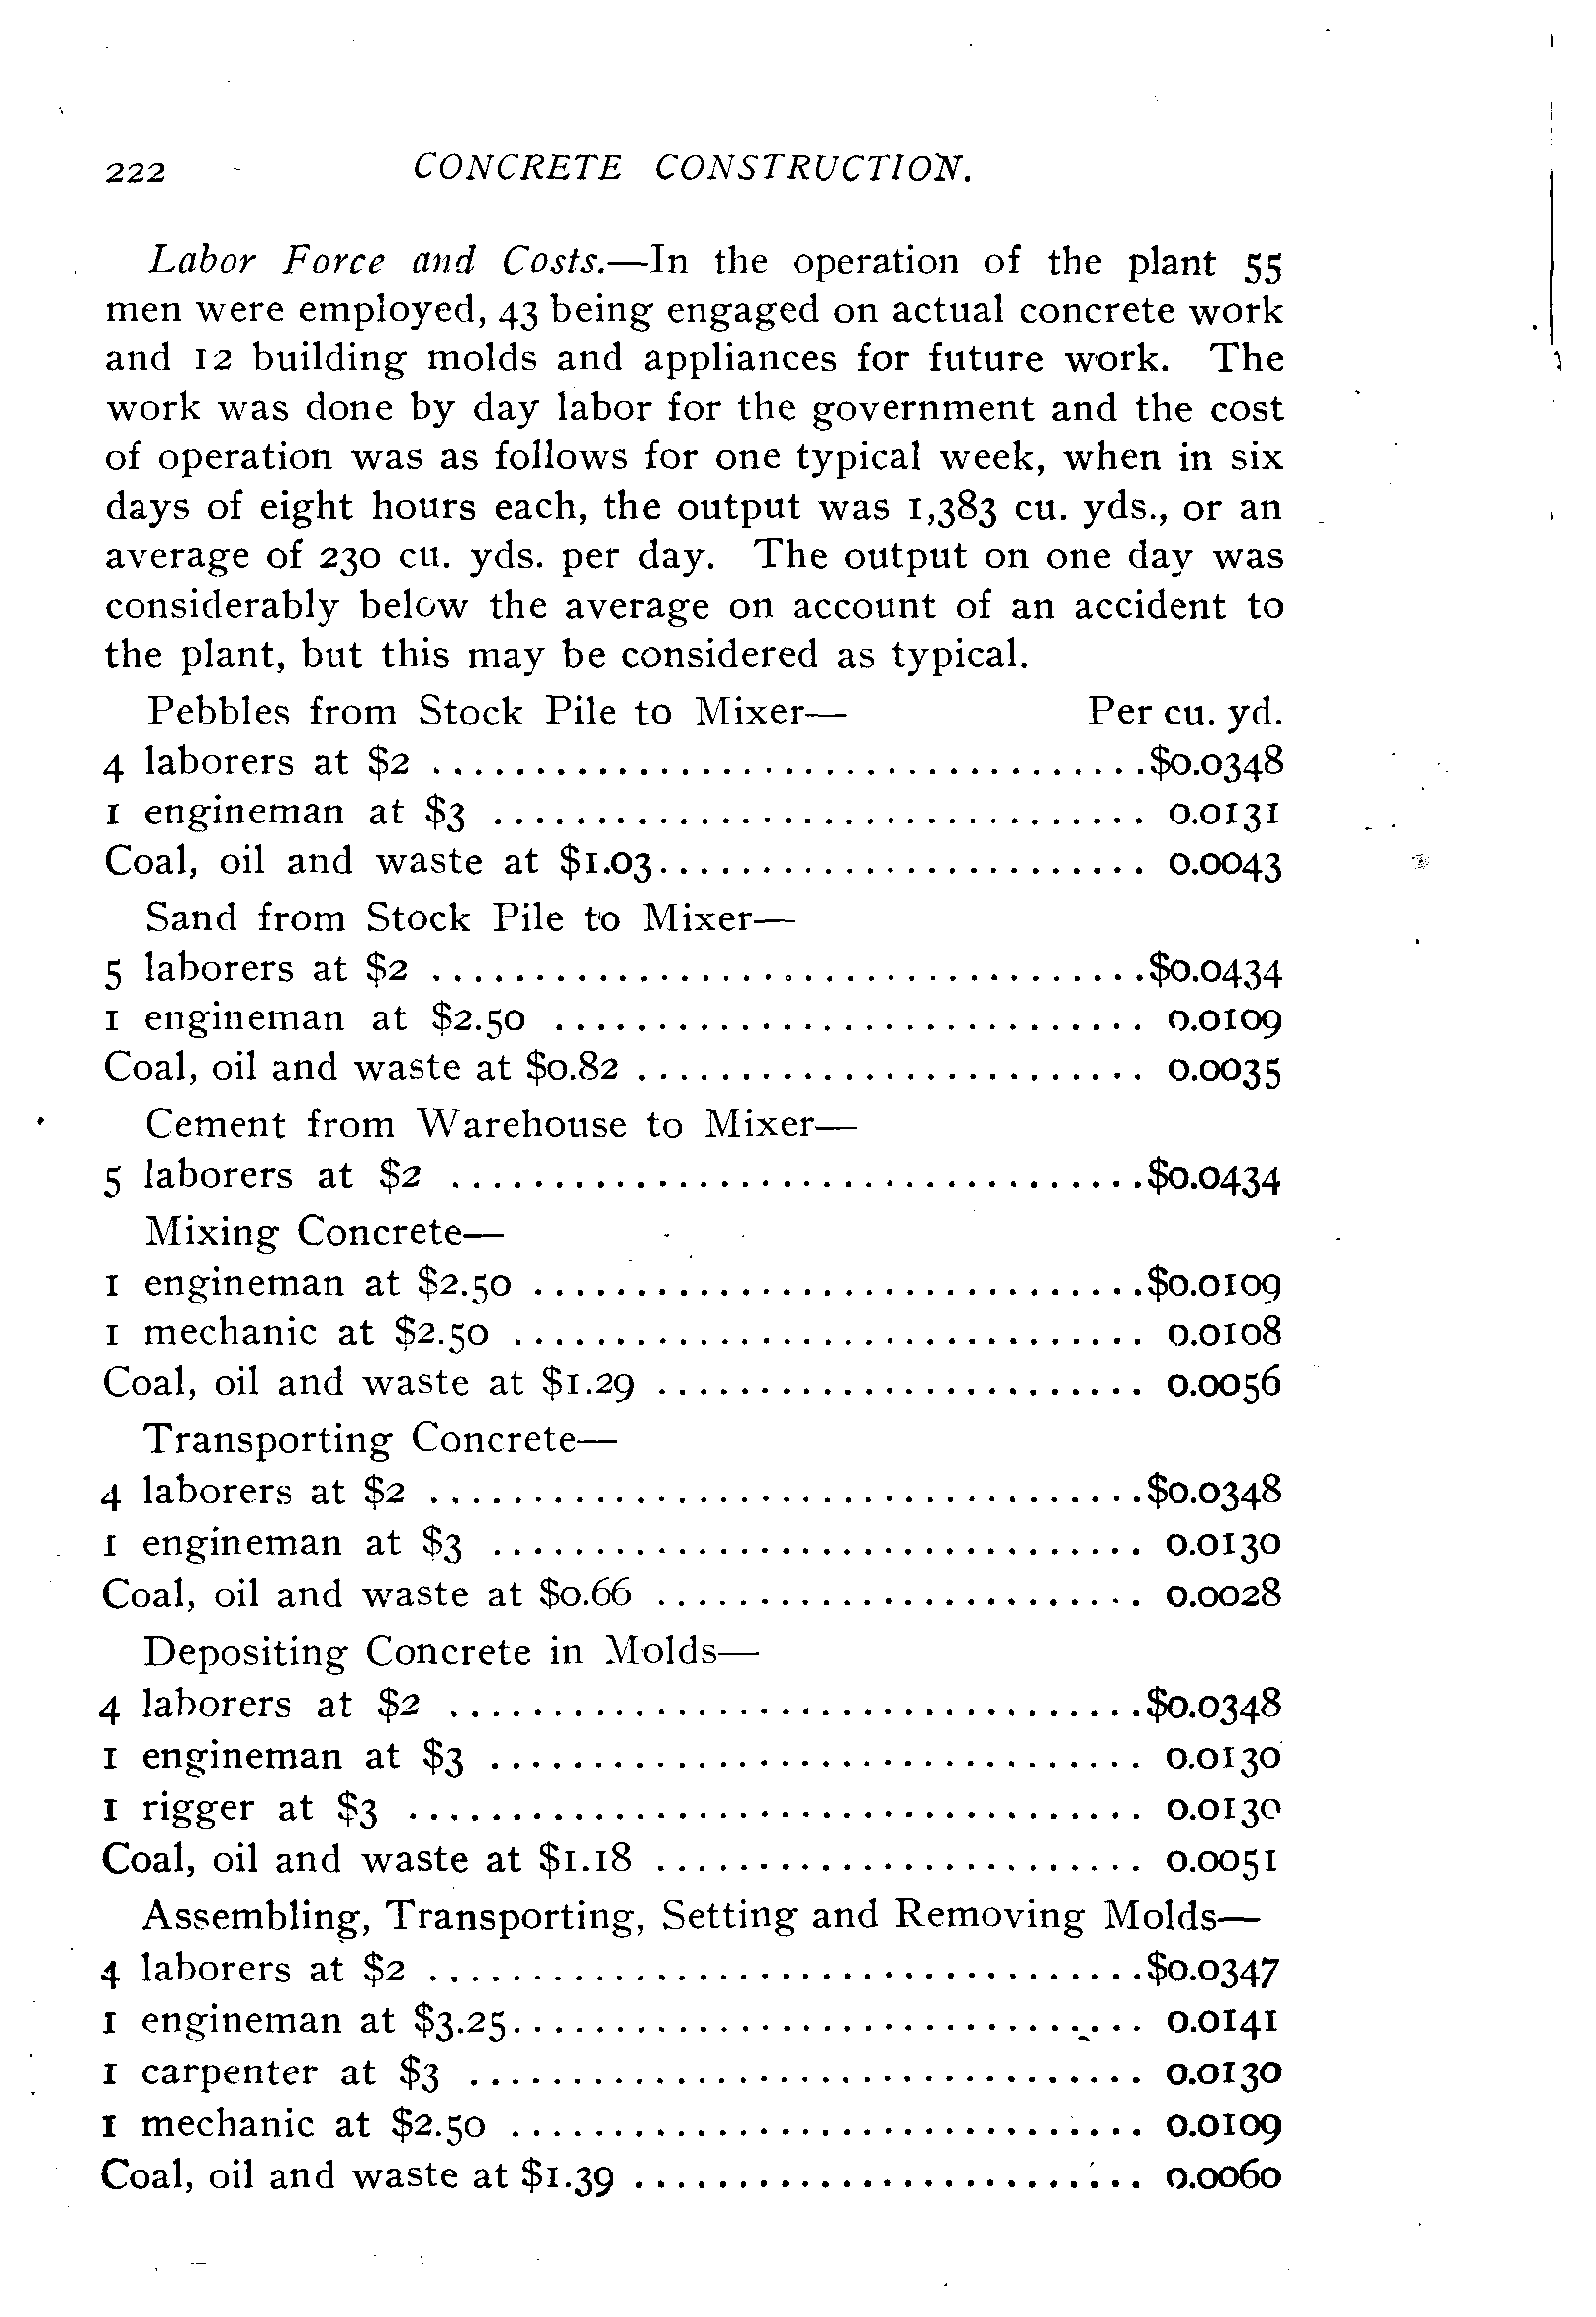 222 CONCRETE CONSTRUCTION.
Labor Force and Costs.—In the operation of the plant 55
men were employed, 43 being engaged on actual concrete work
and 12 building molds and appliances for future work. The
work was done by day labor for the government and the cost
of operation was as follows for one typical week, when in six
days of eight hours each, the output was 1,383 cu. yds., or an
average of 230 cu. yds. per day. The output on one day was
considerably below the average on account of an accident to
the plant, but this may be considered as typical.
Pebbles from Stock Pile to Mixer— Per cu. yd.
4 laborers at $2 ..................................$0.0348
1 engineman at $3 ................................ 0.0131
Coal, oil and waste at $1.03........................ 0.0043
Sand from Stock Pile to Mixer—
5 laborers at $2 ..................................$0.0434
1 engineman at $2.50 ............................. 0.0109
Coal, oil and waste at $0.82 ......................... 0.0035
Cement from Warehouse to Mixer—
5 laborers at $2 ..................................$0.0434
Mixing Concrete—
1 engineman at $2.50 ..............................$0.0109
1 mechanic at $2.50 ............................... 0.0108
Coal, oil and waste at $1.29 ........................ 0.0056
Transporting Concrete—
4 laborers at $2 ...................................$0.0348
1 engineman at $3 ................................ 0.0130
Coal, oil and waste at $0.66 ........................ 0.0028
Depositing Concrete in Molds—
4 laborers at $2 ..................................$0.0348
1 engineman at $3 ................................ 0.0130
1 rigger at $3 .................................... 0.0130
Coal, oil and waste at $1.18 ........................ 0.0051
Assembling, Transporting, Setting and Removing Molds—
4 laborers at $2 ...................................$0.0347
1 engineman at $3.25............................... 0.0141
1 carpenter at $3 ................................. 0.0130
1 mechanic at $2.50 ............................... 0.0109
Coal, oil and waste at $1.39 ......................... 0.0060